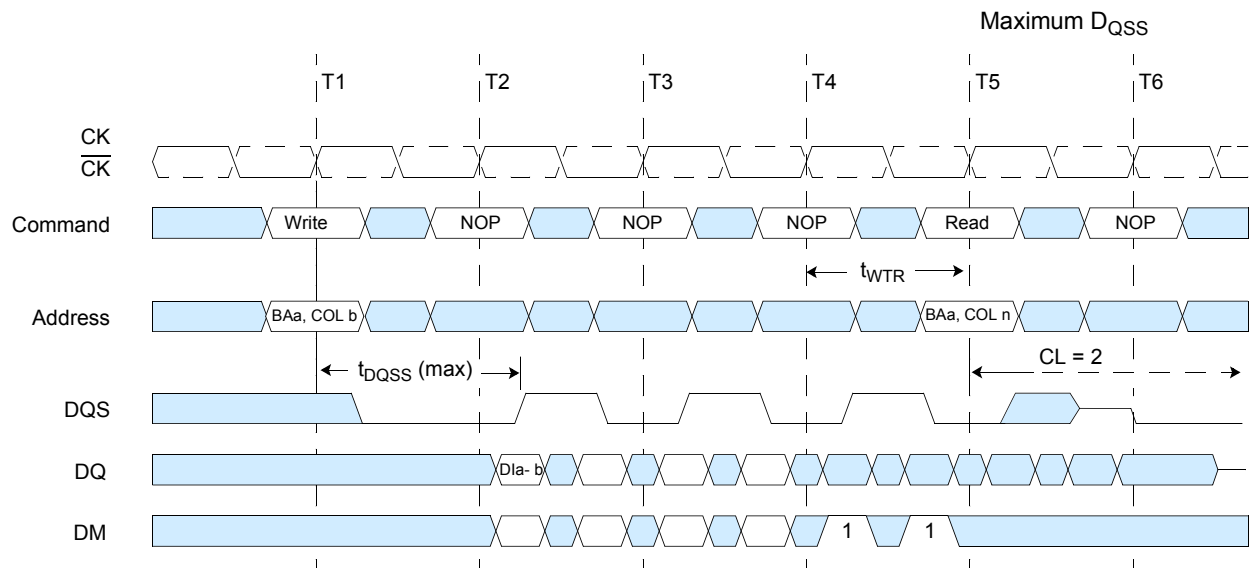 Maximum DQSS
T1 T2 T3 T4 T5 T6
CK
CK
Command Write NOP NOP NOP Read NOP
tWTR
Address BAa, COL b BAa, COL n
tDQSS (max) CL = 2
DQS
DQ DIa- b
DM 1 1